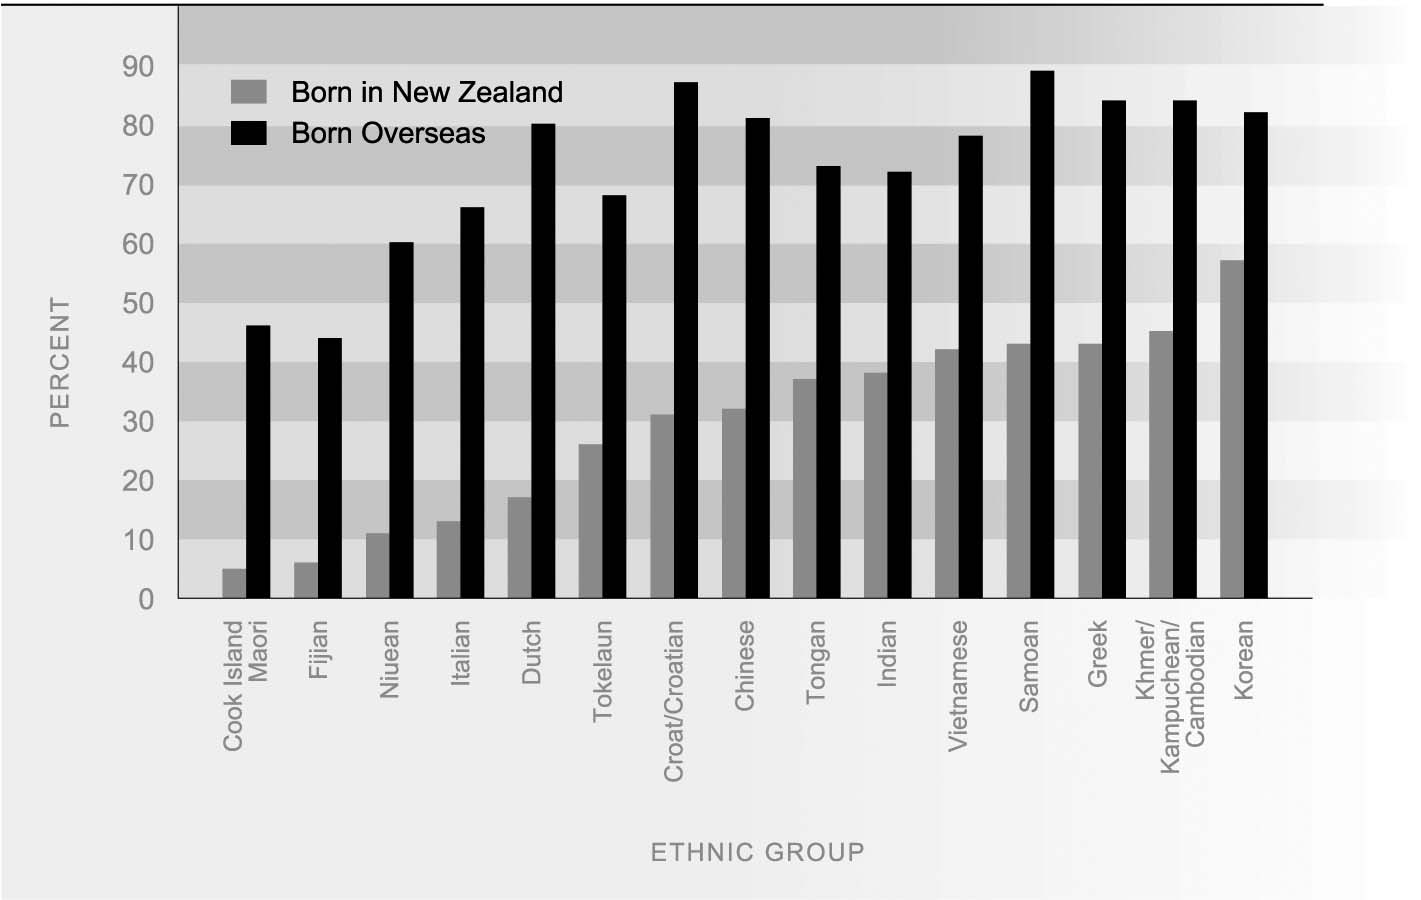 90
80
70
60
50
40
30
20
10
0
PERCENT
Born in New Zealand
Born Overseas
Cook Island
Maori
Fijian
Niuean
Italian
Dutch
Tokelaun
Croat/Croatian
Chinese
Tongan
Indian
Vietnamese
Samoan
Greek
Khmer/
Kampuchean/
Cambodian
Korean
ETHNIC GROUP